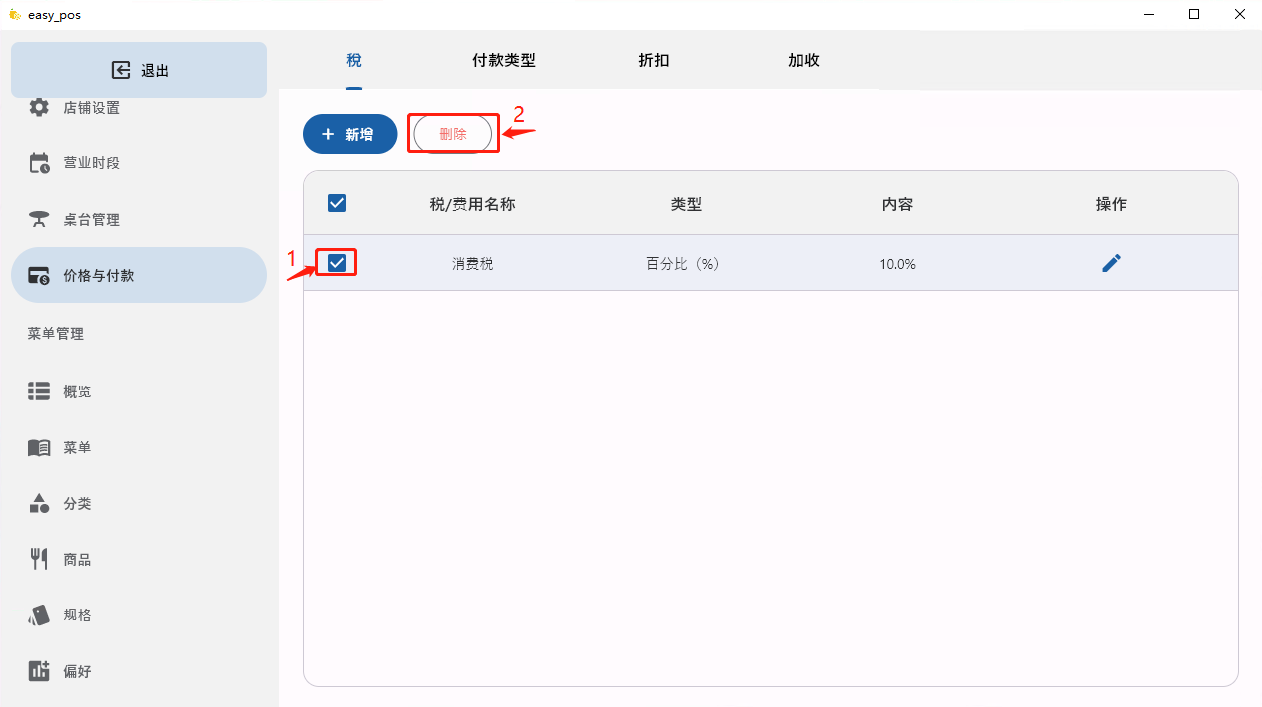 easy_pos
退出
店铺设置
营业时段
桌台管理
价格与付款
菜单管理
概览
菜单
分类
商品
规格
偏好
税 付款类型 折扣 加收
+ 新增 删除 2
税/费用名称 类型 内容 操作
1 消费税 百分比（%） 10.0%